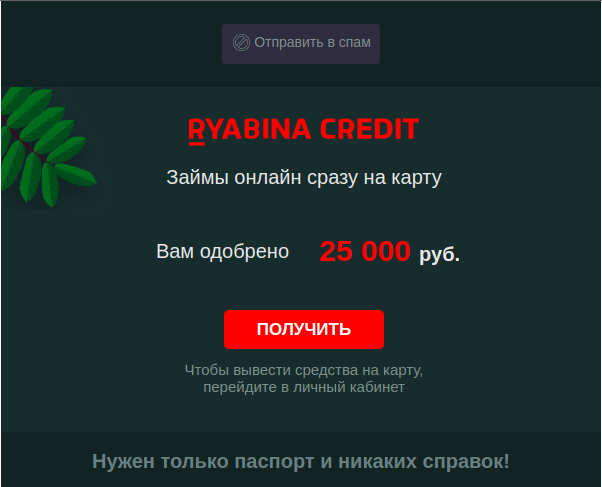 Отправить в спам
RYABINA CREDIT
Займы онлайн сразу на карту
Вам одобрено 25 000 руб.
ПОЛУЧИТЬ
Чтобы вывести средства на карту,
перейдите в личный кабинет
Нужен только паспорт и никаких справок!